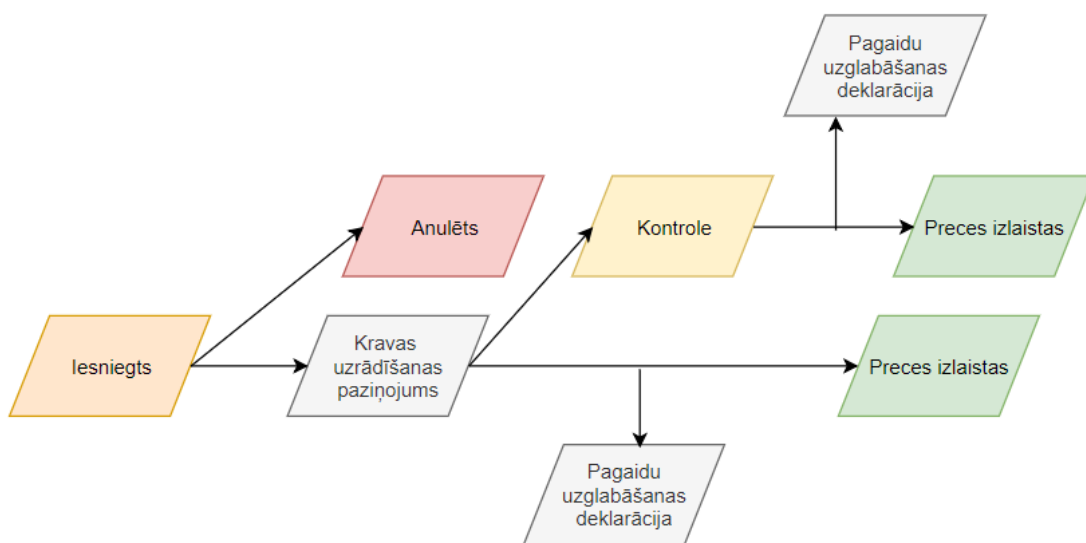 Pagaidu
uzglabāšanas
deklarācija
Anulēts
Kontrole
Preces izlaistas
Iesniegts
Kravas
uzrādīšanas
paziņojums
Preces izlaistas
Pagaidu
uzglabāšanas
deklarācija